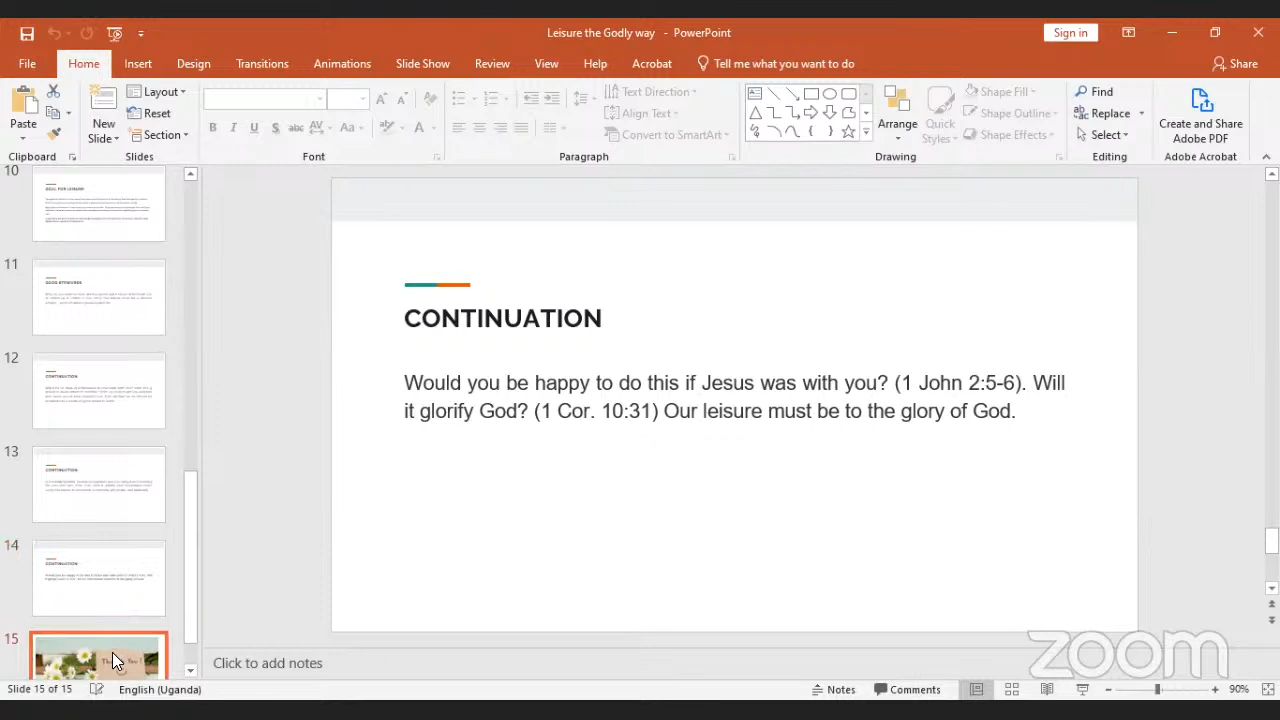 Leisure the Godly way - PowerPoint
Sign in
File Home Insert Design Transitions Animations Slide Show Review View Help Acrobat Tell me what you want to do Share
Paste
Clipboard
New Slide
Layout
Reset
Section
Slides
Font
Text Direction
Align Text
Convert to SmartArt
Paragraph
Arrange
Quick Styles
Shape Fill
Shape Outline
Shape Effects
Drawing
Find
Replace
Select
Editing
Create and Share
Adobe PDF
Adobe Acrobat
10
GOAL FOR LEISURE
11
12
CONTINUATION
13
CONTINUATION
14
CONTINUATION
15
CONTINUATION
Would you be happy to do this if Jesus was with you? (1 John 2:5-6). Will
it glorify God? (1 Cor. 10:31) Our leisure must be to the glory of God.
Click to add notes
zoom
Slide 15 of 15 English (Uganda) Notes Comments 90%